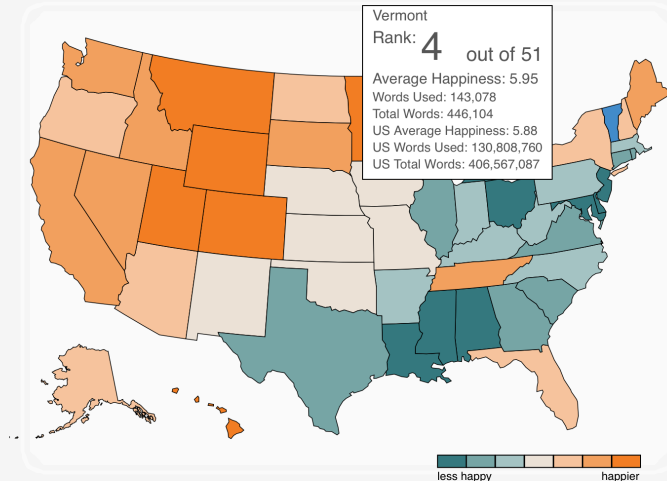 Vermont
Rank: 4 out of 51
Average Happiness: 5.95
Words Used: 143,078
Total Words: 446,104
US Average Happiness: 5.88
US Words Used: 130,808,760
US Total Words: 406,567,087
less happy happier